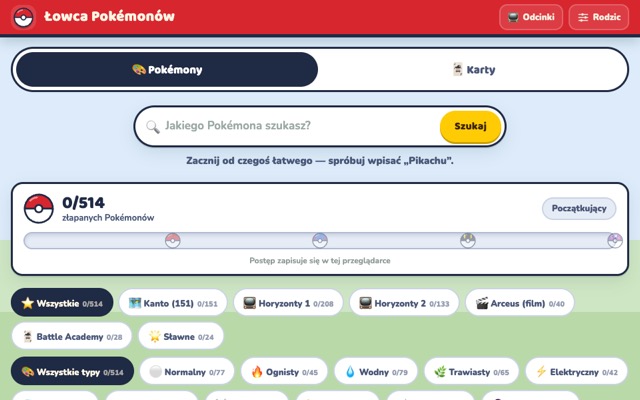 Łowca Pokémonów
Odcinki
Rodzic
Pokémony
Karty
Jakiego Pokémona szukasz?
Szukaj
Zacznij od czegoś łatwego — spróbuj wpisać „Pikachu”.
0/514
złapanych Pokémonów
Początkujący
Postęp zapisuje się w tej przeglądarce
Wszystkie 0/514
Kanto (151) 0/151
Horyzonty 1 0/208
Horyzonty 2 0/133
Arceus (film) 0/40
Battle Academy 0/28
Sławne 0/24
Wszystkie typy 0/514
Normalny 0/77
Ognisty 0/45
Wodny 0/79
Trawiasty 0/65
Elektryczny 0/42